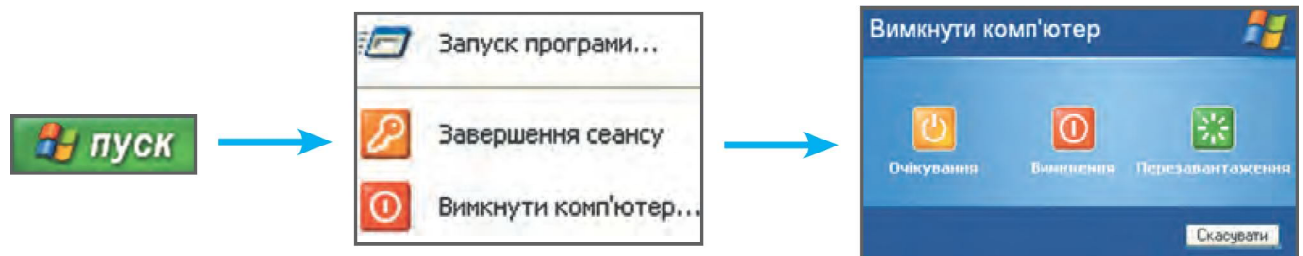 пуск
Запуск програми...
Завершення сеансу
Вимкнути комп'ютер...
Вимкнути комп'ютер
Очікування
Вимкнення
Перезавантаження
Скасувати